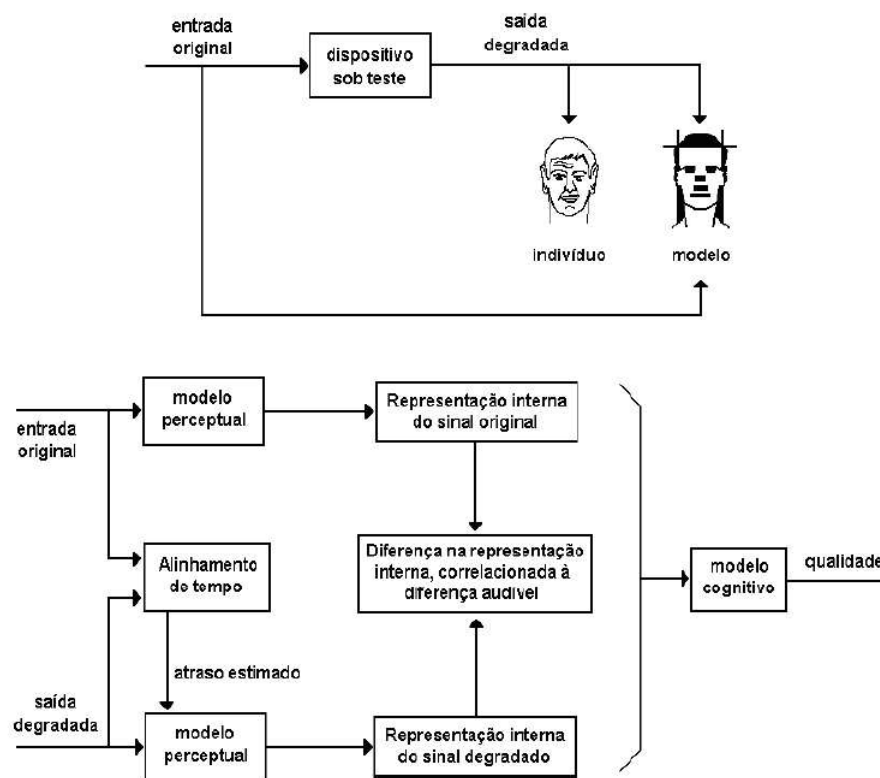 entrada
original
dispositivo
sob teste
saída
degradada
indivíduo
modelo
entrada
original
modelo
perceptual
Representação interna
do sinal original
Alinhamento
de tempo
Diferença na representação
interna, correlacionada à
diferença audível
modelo
cognitivo
qualidade
atraso estimado
saída
degradada
modelo
perceptual
Representação interna
do sinal degradado